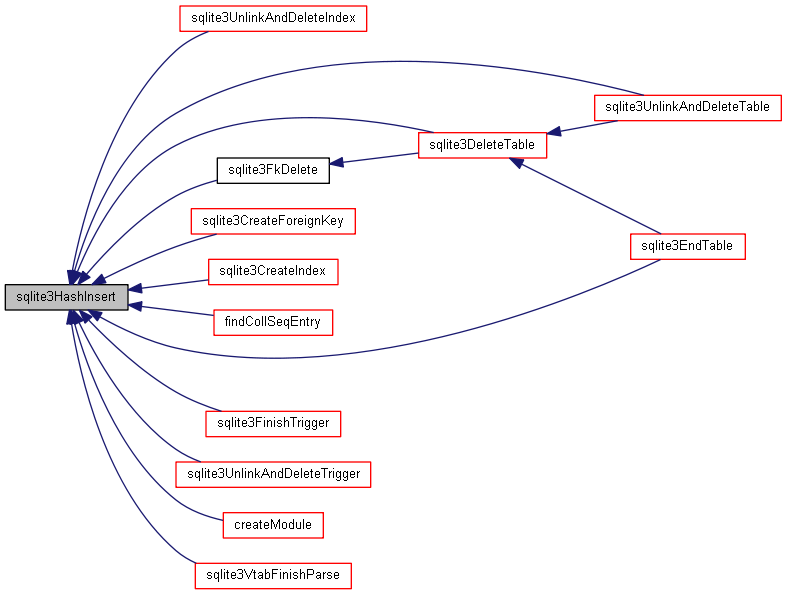 sqlite3UnlinkAndDeleteIndex
sqlite3UnlinkAndDeleteTable
sqlite3DeleteTable
sqlite3FkDelete
sqlite3CreateForeignKey
sqlite3EndTable
sqlite3CreateIndex
sqlite3HashInsert
findCollSeqEntry
sqlite3FinishTrigger
sqlite3UnlinkAndDeleteTrigger
createModule
sqlite3VtabFinishParse